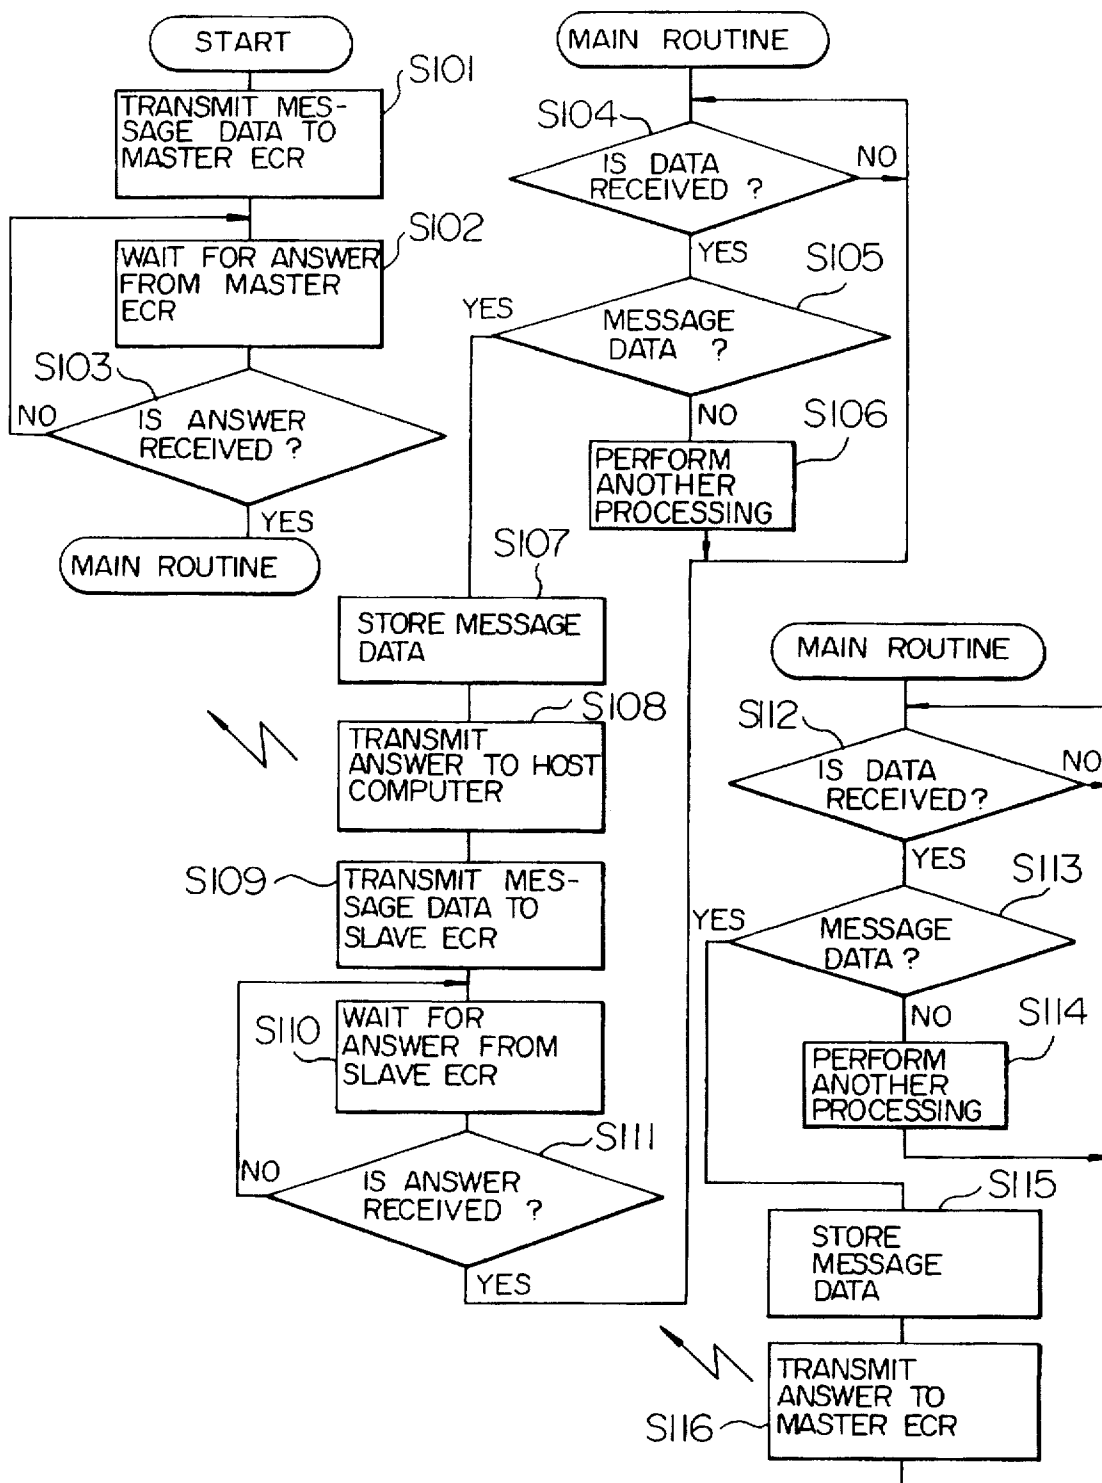 START
S101
TRANSMIT MES-
SAGE DATA TO
MASTER ECR
S102
WAIT FOR ANSWER
FROM MASTER
ECR
S103
IS ANSWER
RECEIVED ?
NO
YES
MAIN ROUTINE
MAIN ROUTINE
S104
IS DATA
RECEIVED ?
NO
YES
S105
MESSAGE
DATA ?
YES
NO
S106
PERFORM
ANOTHER
PROCESSING
S107
STORE MESSAGE
DATA
S108
TRANSMIT
ANSWER TO HOST
COMPUTER
S109
TRANSMIT MES-
SAGE DATA TO
SLAVE ECR
S110
WAIT FOR
ANSWER FROM
SLAVE ECR
S111
IS ANSWER
RECEIVED ?
NO
YES
MAIN ROUTINE
S112
IS DATA
RECEIVED?
NO
YES
S113
MESSAGE
DATA ?
YES
NO
S114
PERFORM
ANOTHER
PROCESSING
S115
STORE
MESSAGE
DATA
S116
TRANSMIT
ANSWER TO
MASTER ECR